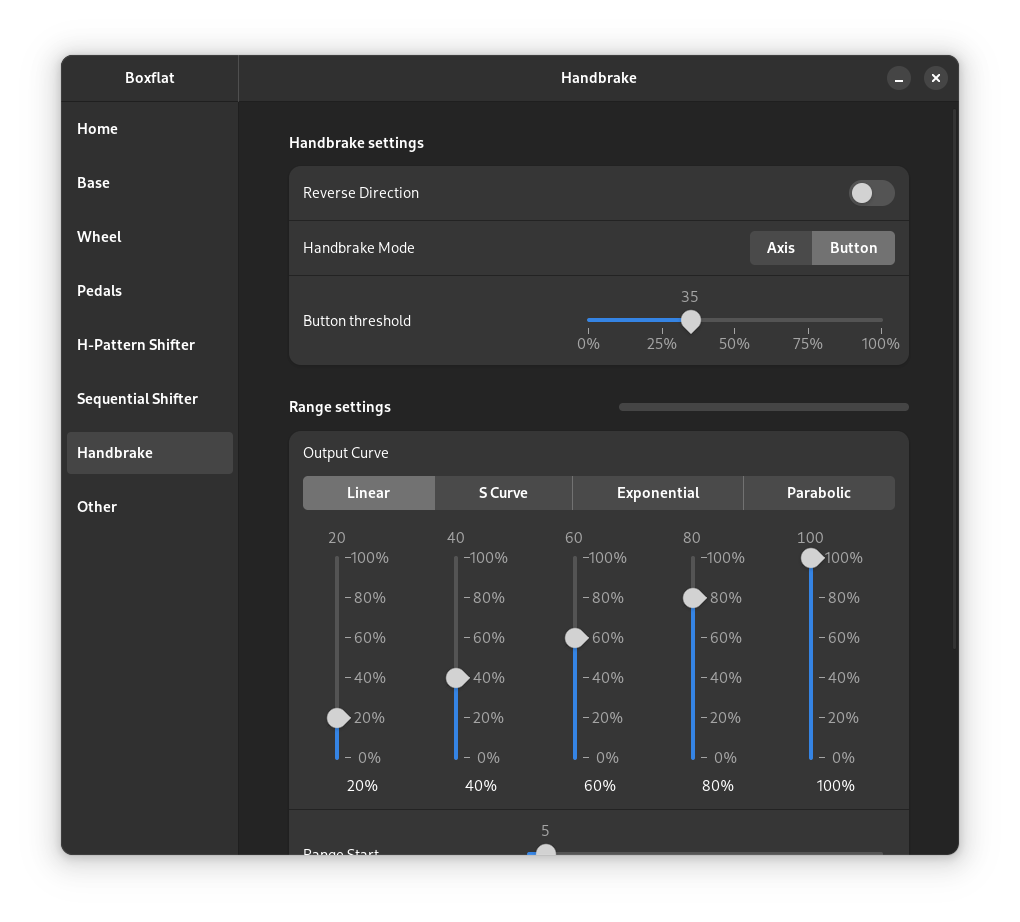 Boxflat
Handbrake
Home
Base
Wheel
Pedals
H-Pattern Shifter
Sequential Shifter
Handbrake
Other
Handbrake settings
Reverse Direction
Handbrake Mode Axis Button
35
Button threshold
0% 25% 50% 75% 100%
Range settings
Output Curve
Linear S Curve Exponential Parabolic
20 40 60 80 100
100% 100% 100% 100% 100%
80% 80% 80% 80% 80%
60% 60% 60% 60% 60%
40% 40% 40% 40% 40%
20% 20% 20% 20% 20%
0% 0% 0% 0% 0%
20% 40% 60% 80% 100%
5
Range Start